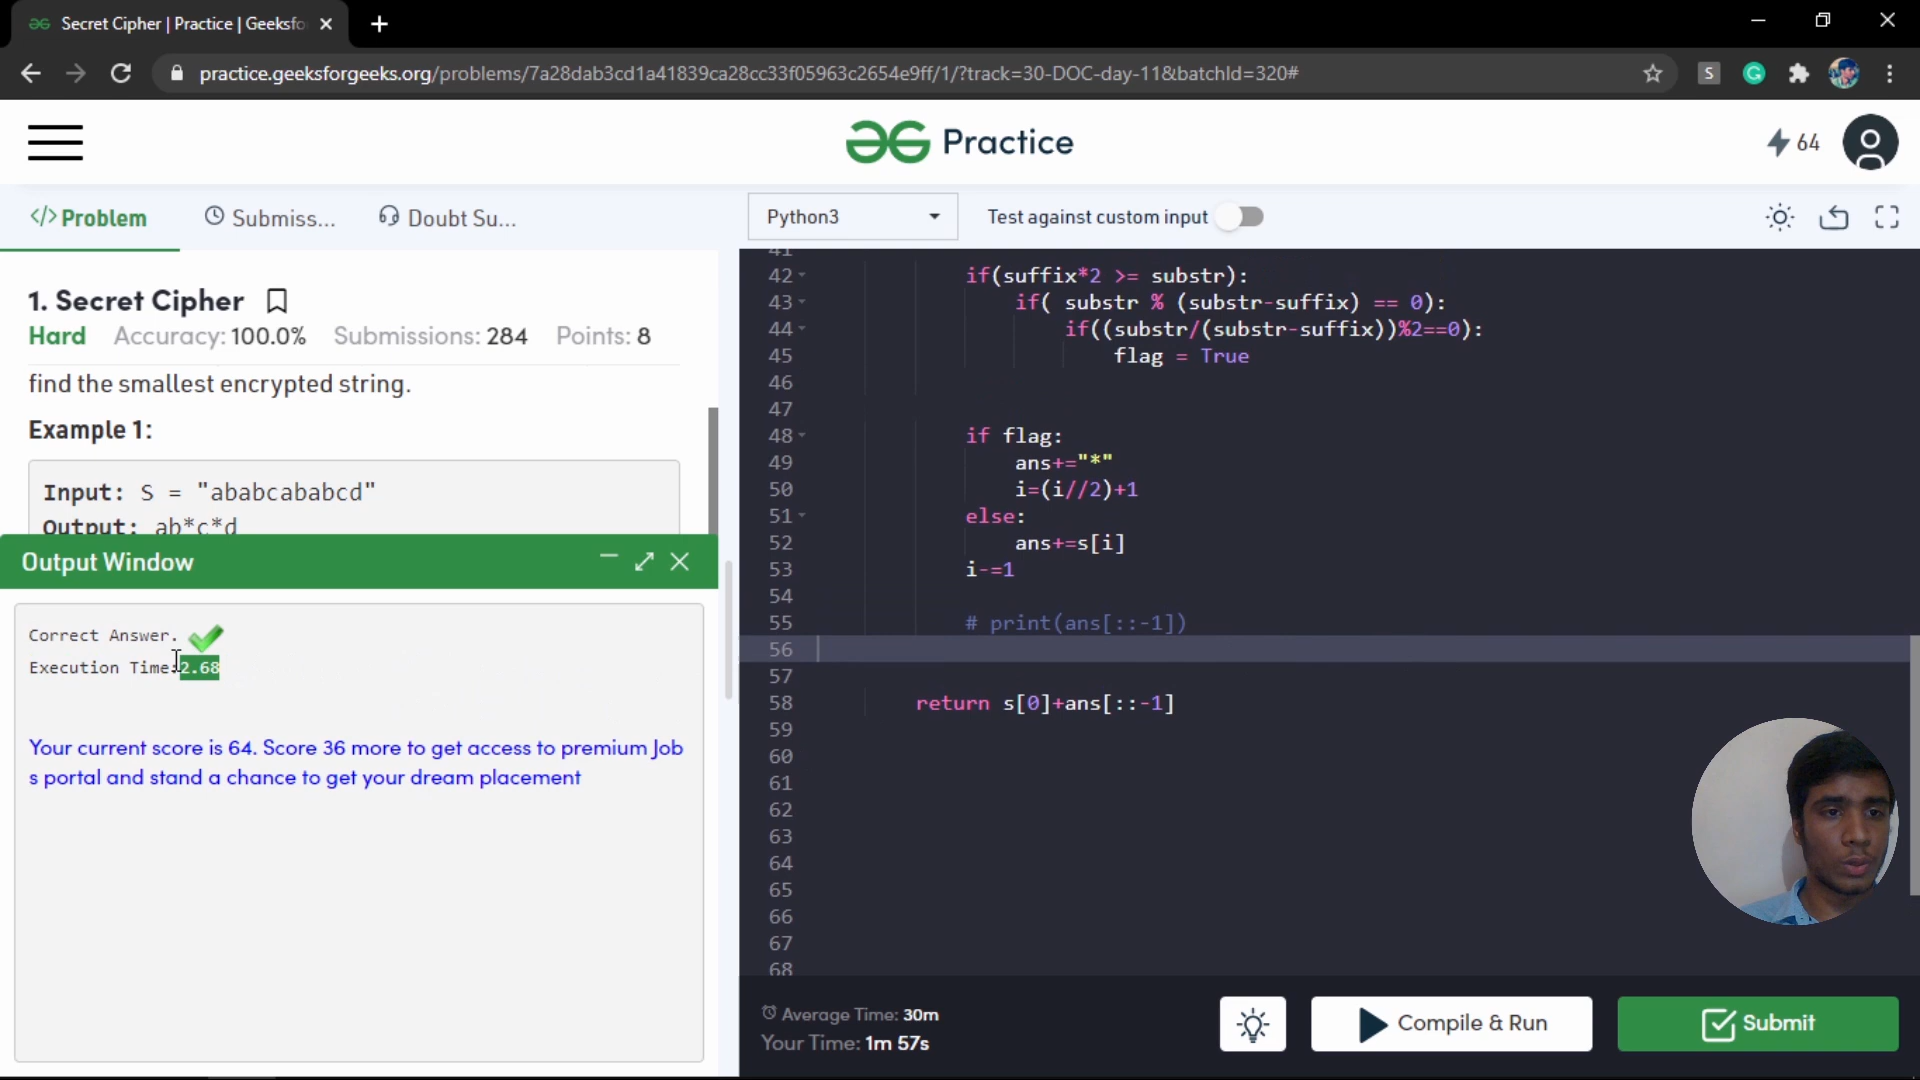 Secret Cipher | Practice | Geeksfo
practice.geeksforgeeks.org/problems/7a28dab3cd1a41839ca28cc33f05963c2654e9ff/1/?track=30-DOC-day-11&batchId=320#
S
G
Practice
64
</> Problem
Submiss...
Doubt Su...
Python3
Test against custom input
1. Secret Cipher
Hard Accuracy: 100.0% Submissions: 284 Points: 8
find the smallest encrypted string.
Example 1:
Input: S = "ababcababcd"
Output: ab*c*d
Output Window
Correct Answer.
Execution Time:2.68
Your current score is 64. Score 36 more to get access to premium Job
s portal and stand a chance to get your dream placement
41
42 if(suffix*2 >= substr):
43 if( substr % (substr-suffix) == 0):
44 if((substr/(substr-suffix))%2==0):
45 flag = True
46
47
48 if flag:
49 ans+="*"
50 i=(i//2)+1
51 else:
52 ans+=s[i]
53 i-=1
54
55 # print(ans[::-1])
56
57
58 return s[0]+ans[::-1]
59
60
61
62
63
64
65
66
67
68
Average Time: 30m
Your Time: 1m 57s
Compile & Run
Submit